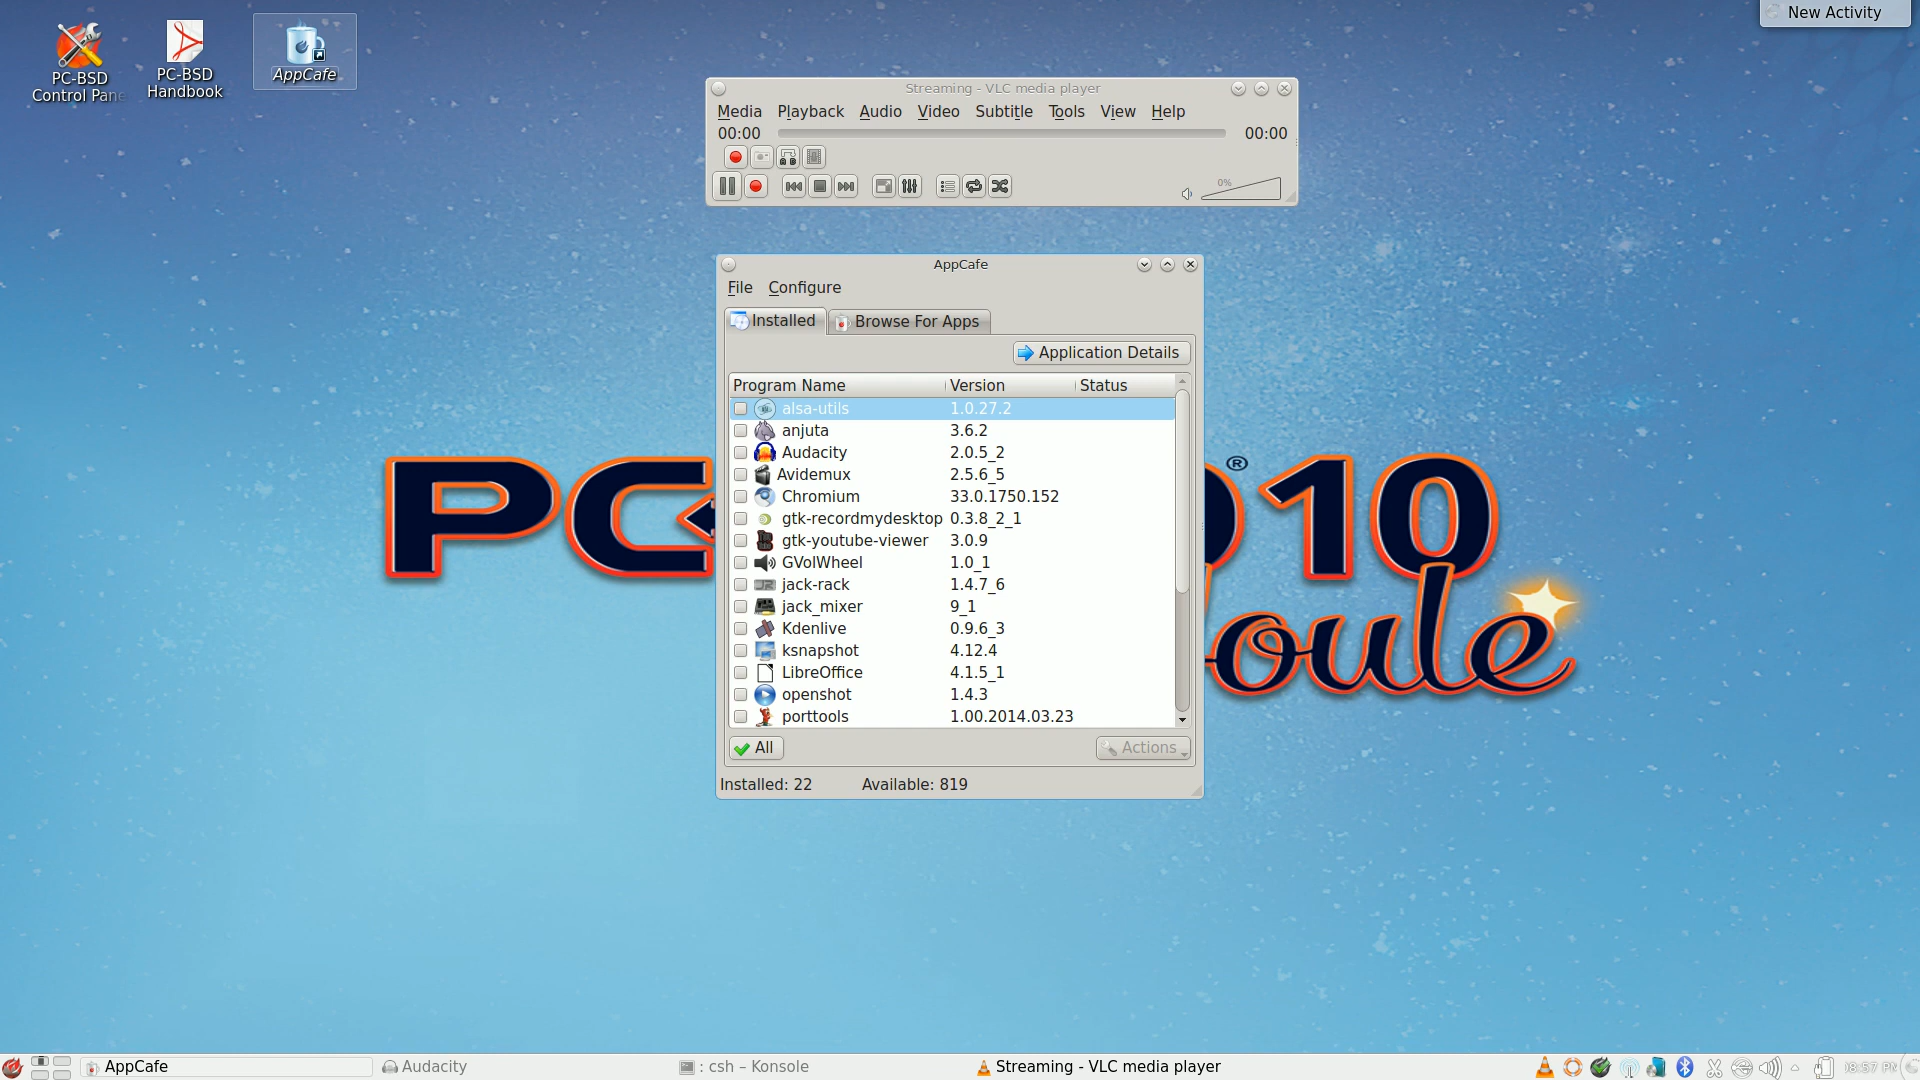 New Activity
PC-BSD
Control Pane
PC-BSD
Handbook
AppCafe
Streaming - VLC media player
Media Playback Audio Video Subtitle Tools View Help
00:00 00:00
0%
AppCafe
File Configure
Installed Browse For Apps
Application Details
Program Name Version Status
alsa-utils 1.0.27.2
anjuta 3.6.2
Audacity 2.0.5_2
Avidemux 2.5.6_5
Chromium 33.0.1750.152
gtk-recordmydesktop 0.3.8_2_1
gtk-youtube-viewer 3.0.9
GVolWheel 1.0_1
jack-rack 1.4.7_6
jack_mixer 9_1
Kdenlive 0.9.6_3
ksnapshot 4.12.4
LibreOffice 4.1.5_1
openshot 1.4.3
porttools 1.00.2014.03.23
All Actions
Installed: 22 Available: 819
PC ® 10
oule
AppCafe Audacity : csh – Konsole Streaming - VLC media player 08:57 PM